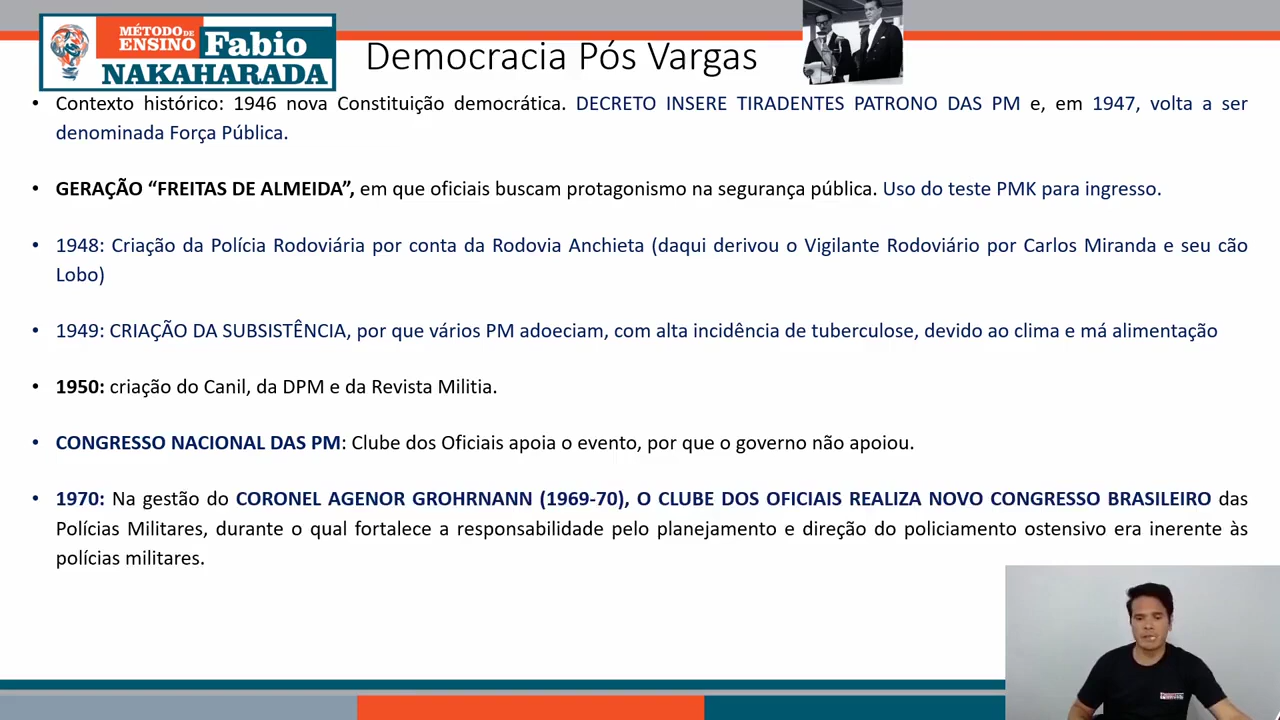 MÉTODO DE
ENSINO Fabio
NAKAHARADA
Democracia Pós Vargas
• Contexto histórico: 1946 nova Constituição democrática. DECRETO INSERE TIRADENTES PATRONO DAS PM e, em 1947, volta a ser
denominada Força Pública.
• GERAÇÃO “FREITAS DE ALMEIDA”, em que oficiais buscam protagonismo na segurança pública. Uso do teste PMK para ingresso.
• 1948: Criação da Polícia Rodoviária por conta da Rodovia Anchieta (daqui derivou o Vigilante Rodoviário por Carlos Miranda e seu cão
Lobo)
• 1949: CRIAÇÃO DA SUBSISTÊNCIA, por que vários PM adoeciam, com alta incidência de tuberculose, devido ao clima e má alimentação
• 1950: criação do Canil, da DPM e da Revista Militia.
• CONGRESSO NACIONAL DAS PM: Clube dos Oficiais apoia o evento, por que o governo não apoiou.
• 1970: Na gestão do CORONEL AGENOR GROHRNANN (1969-70), O CLUBE DOS OFICIAIS REALIZA NOVO CONGRESSO BRASILEIRO das
Polícias Militares, durante o qual fortalece a responsabilidade pelo planejamento e direção do policiamento ostensivo era inerente às
polícias militares.